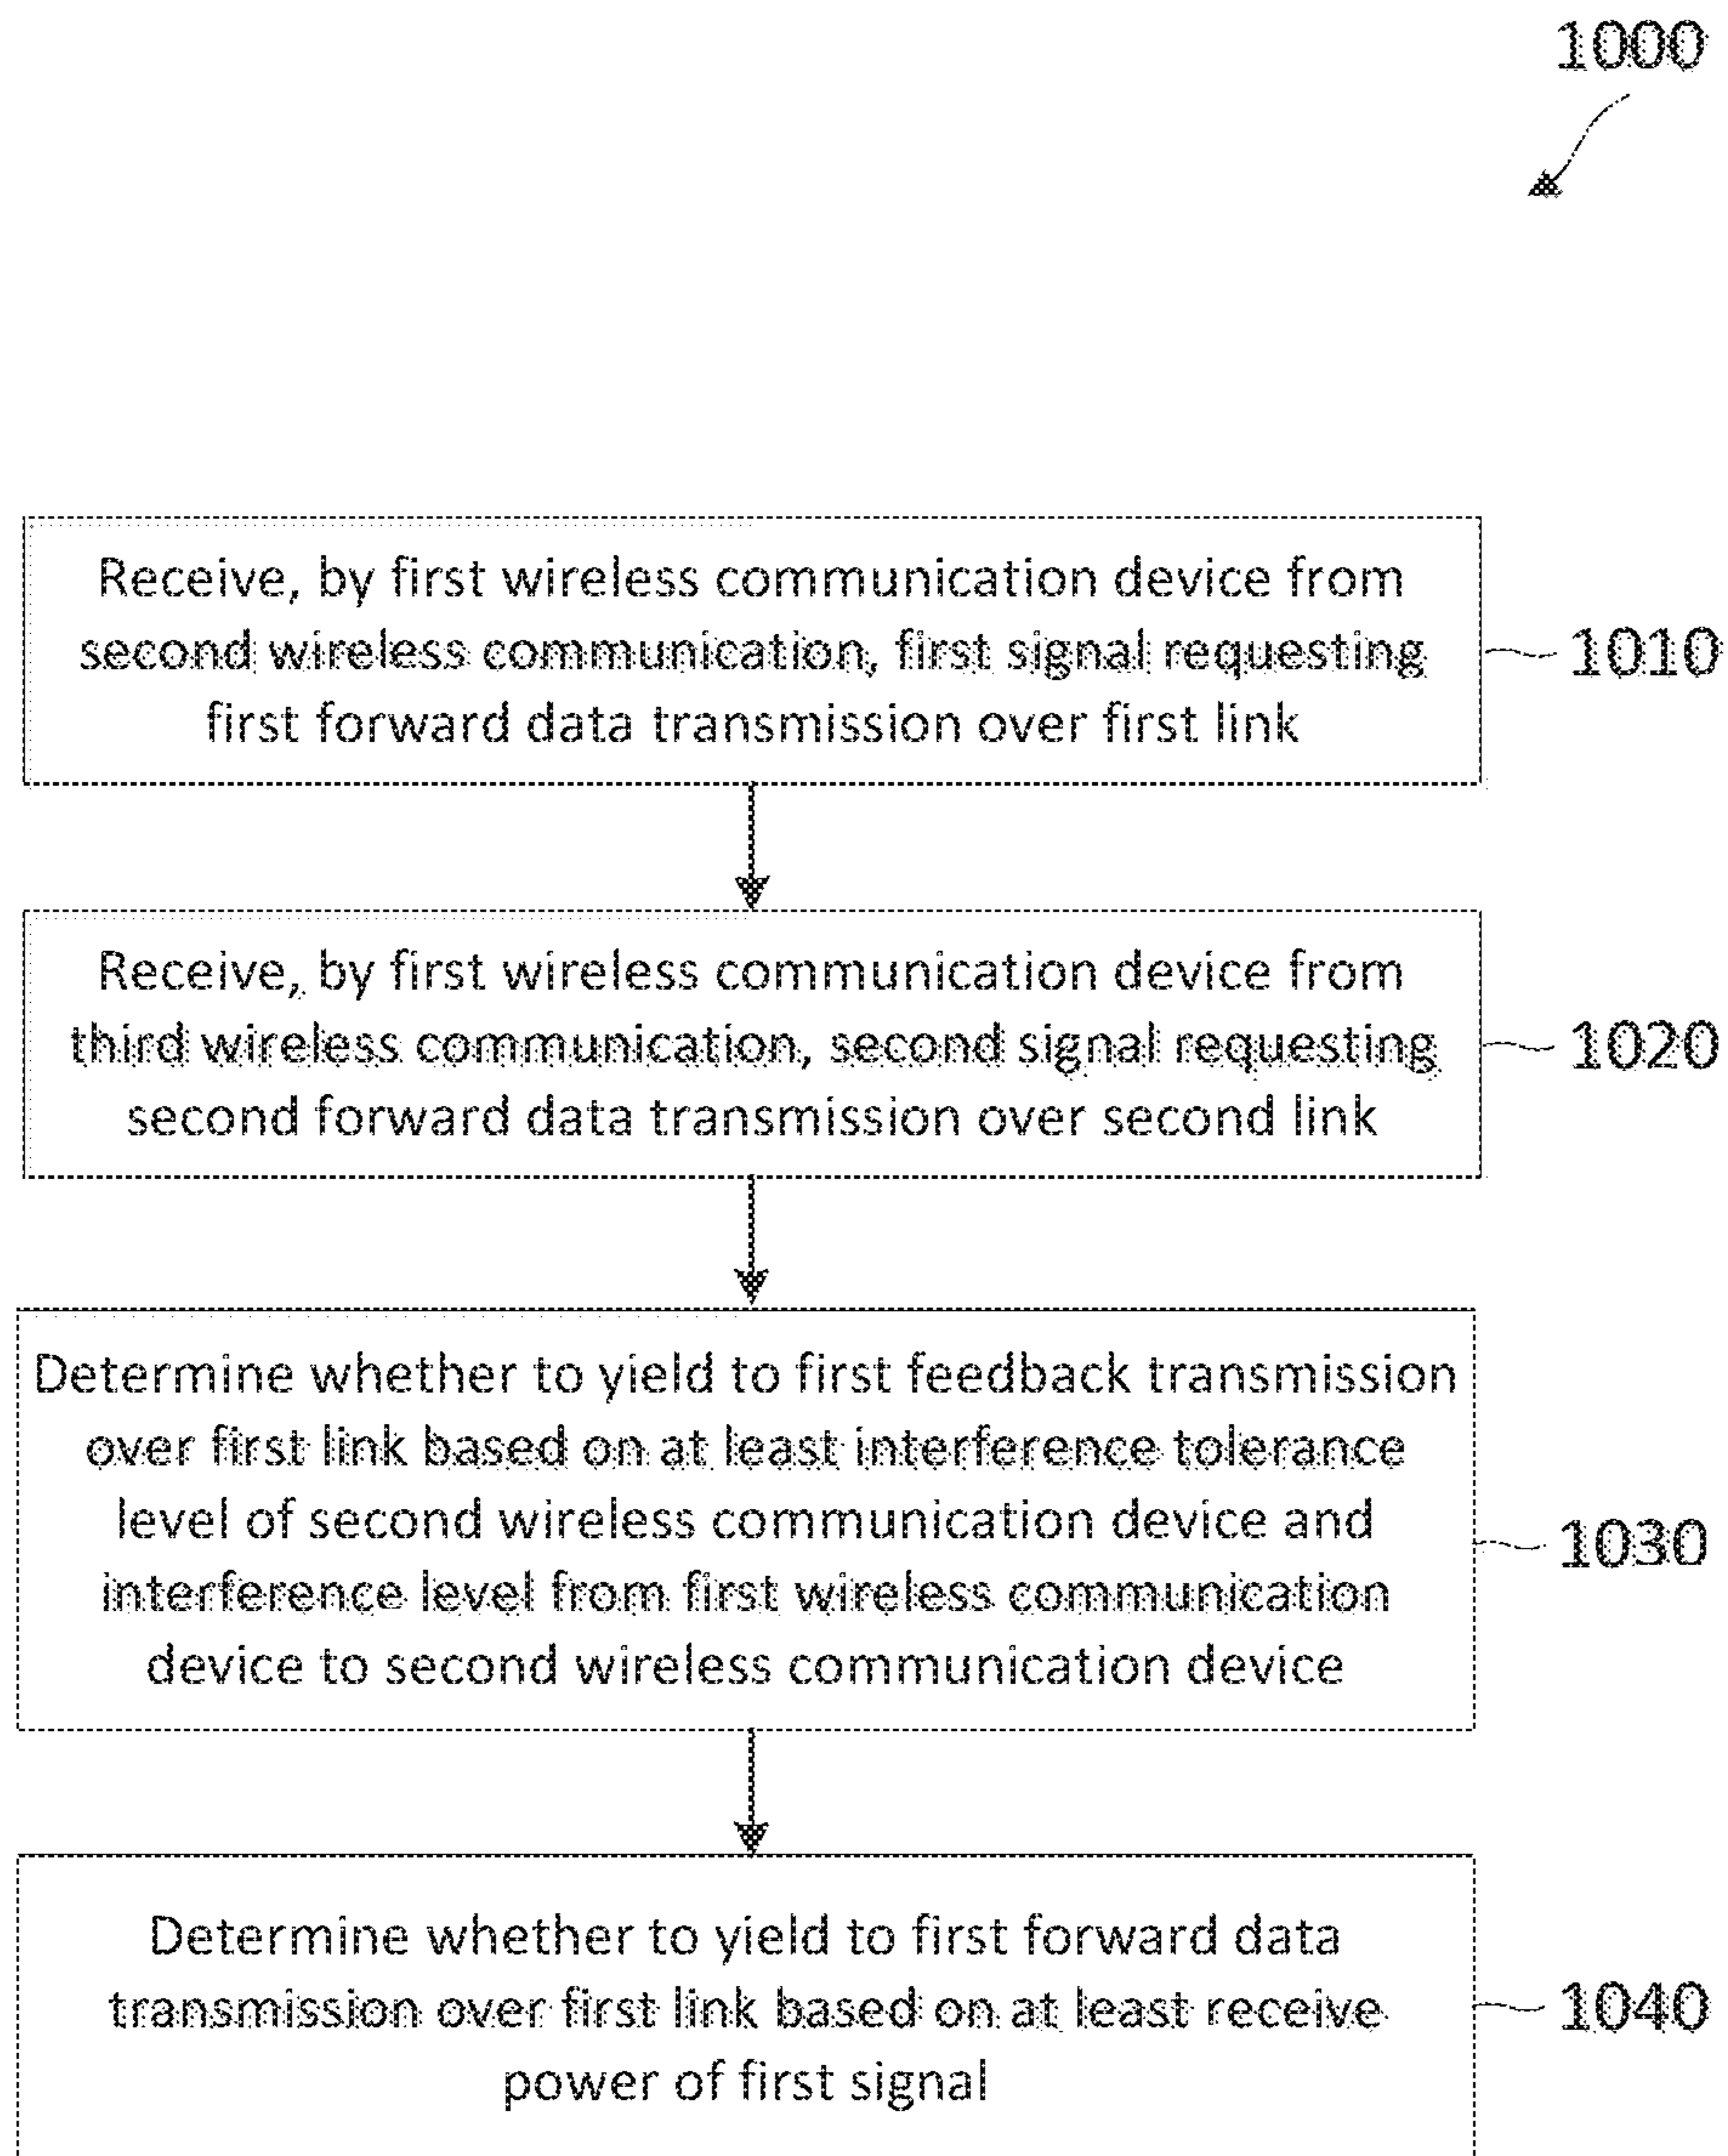 1000
Receive, by first wireless communication device from
second wireless communication, first signal requesting
first forward data transmission over first link
1010
Receive, by first wireless communication device from
third wireless communication, second signal requesting
second forward data transmission over second link
1020
Determine whether to yield to first feedback transmission
over first link based on at least interference tolerance
level of second wireless communication device and
interference level from first wireless communication
device to second wireless communication device
1030
Determine whether to yield to first forward data
transmission over first link based on at least receive
power of first signal
1040